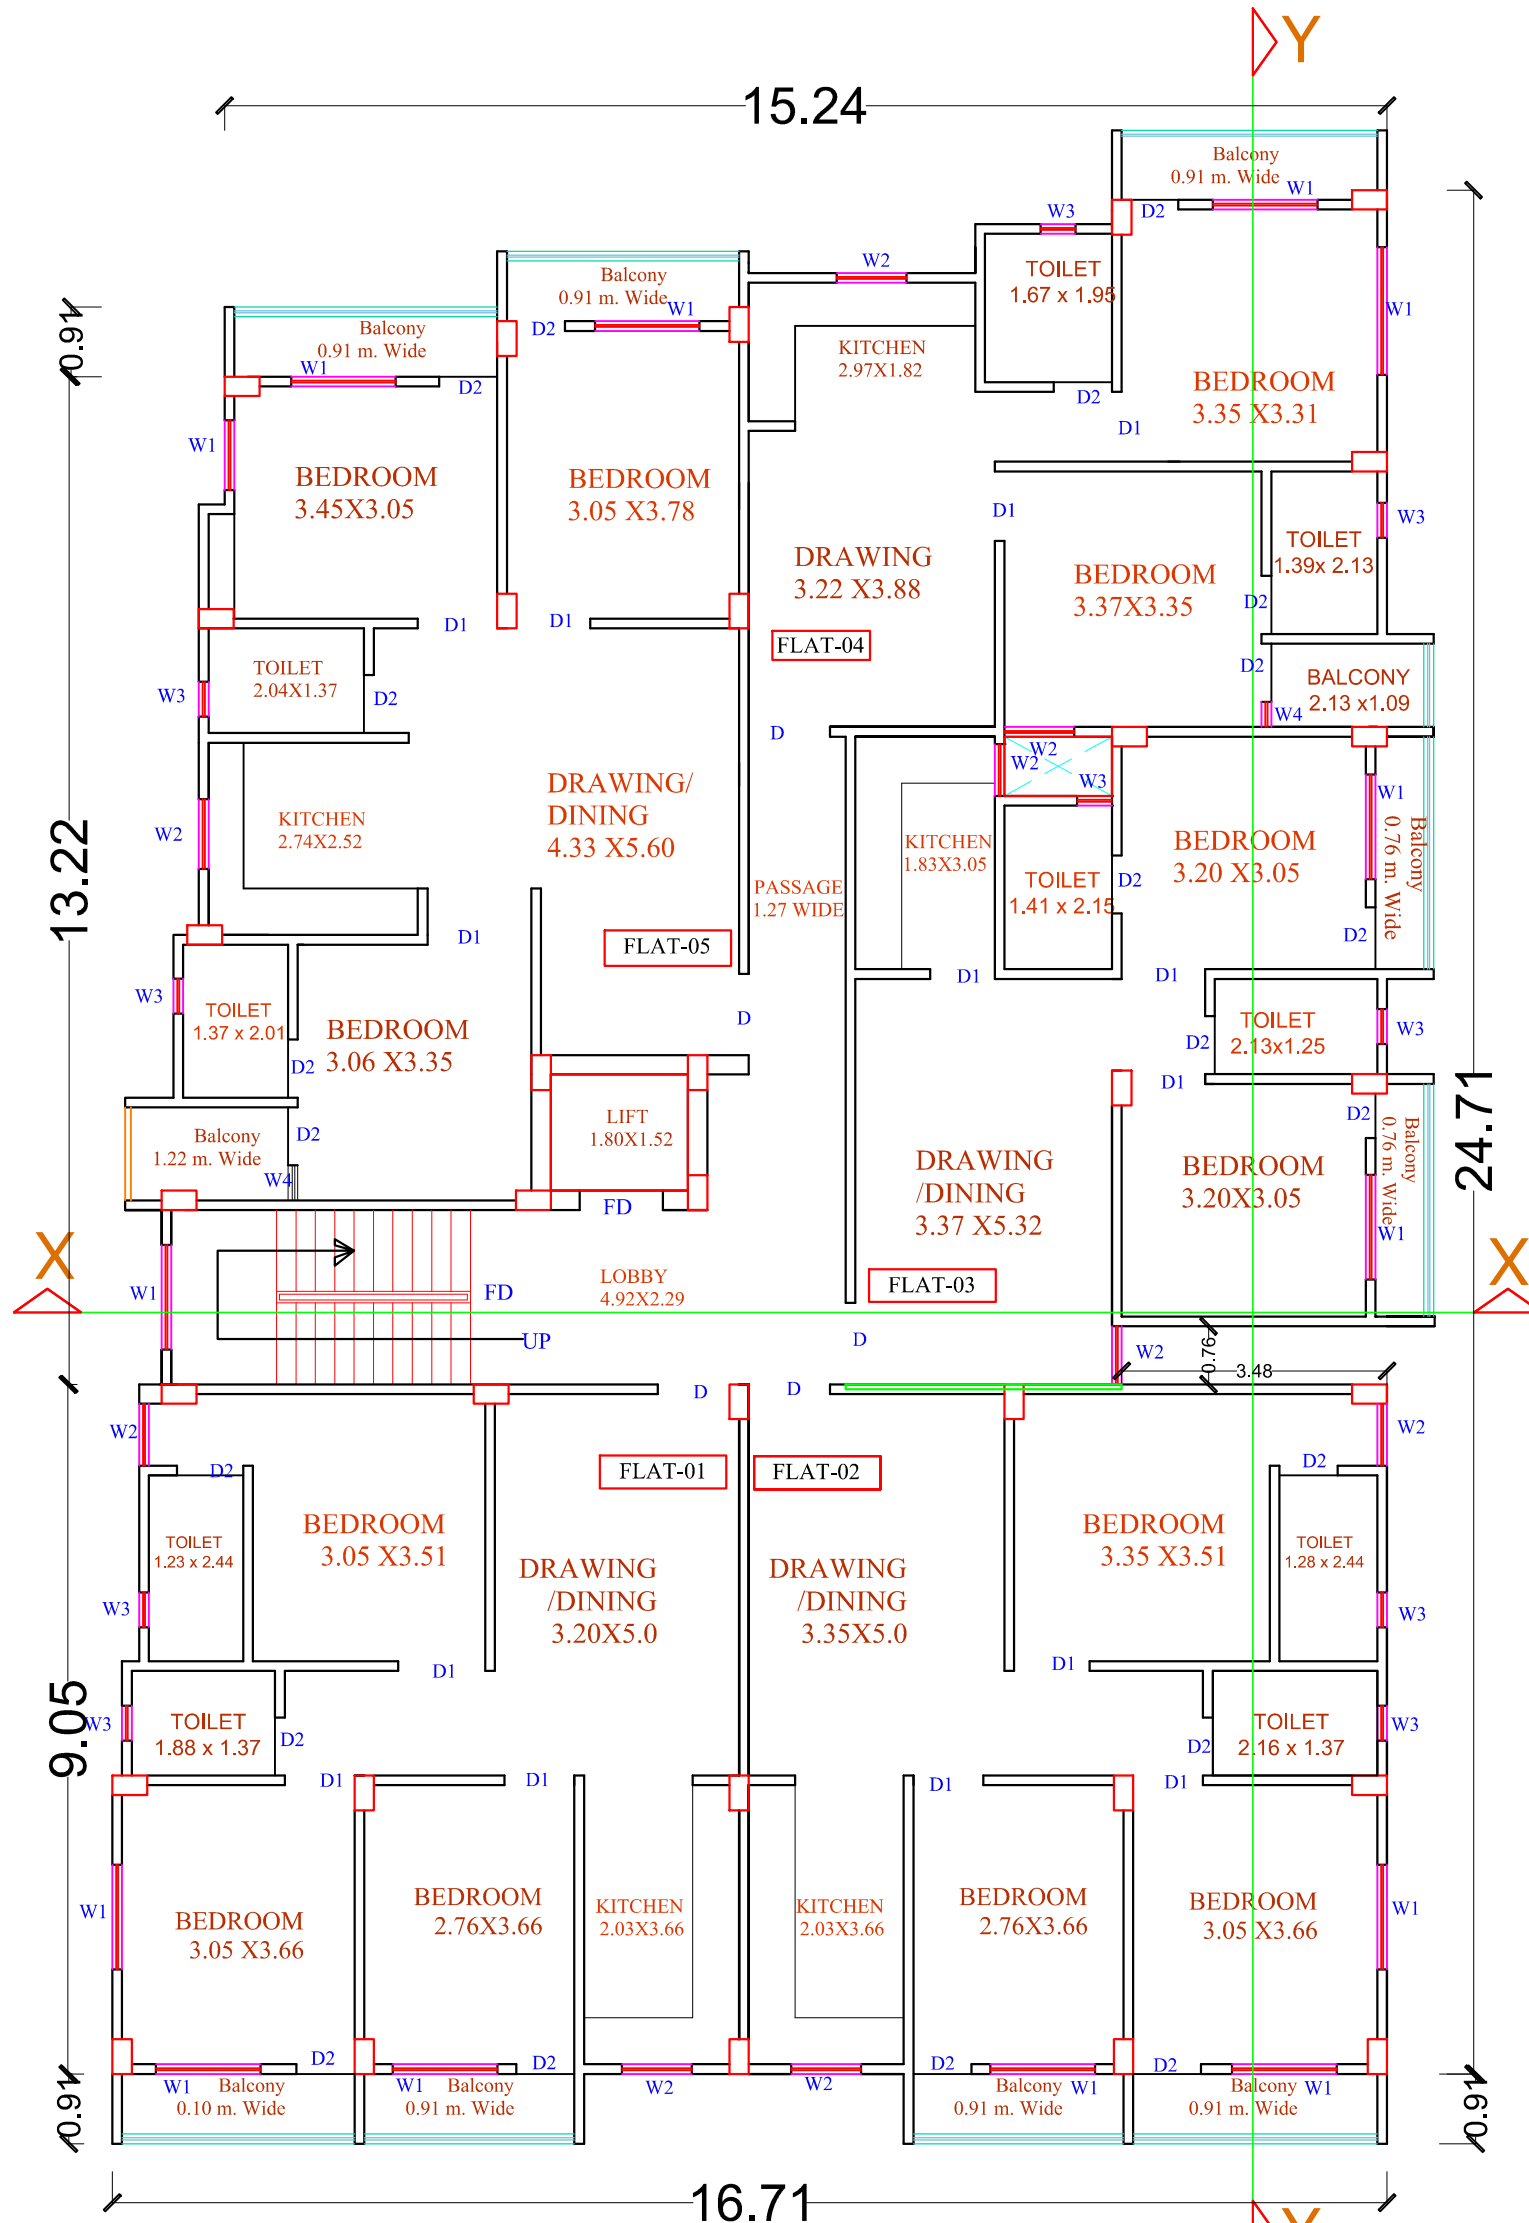 Y
15.24
Balcony
0.91 m. Wide
W1
D2
W3
TOILET
1.67 x 1.95
W2
Balcony
0.91 m. Wide
W1
D2
0.91
Balcony
0.91 m. Wide
W1
D2
W1
KITCHEN
2.97X1.82
BEDROOM
3.35 X3.31
D2
D1
W1
BEDROOM
3.45X3.05
BEDROOM
3.05 X3.78
D1
W3
DRAWING
3.22 X3.88
BEDROOM
3.37X3.35
TOILET
1.39x 2.13
D2
D1
D1
FLAT-04
TOILET
2.04X1.37
W3
D2
D2
BALCONY
2.13 x1.09
W4
D
W2
W2
W3
DRAWING/
DINING
4.33 X5.60
KITCHEN
2.74X2.52
W2
13.22
KITCHEN
1.83X3.05
BEDROOM
3.20 X3.05
W1
Balcony
0.76 m. Wide
TOILET
1.41 x 2.15
D2
PASSAGE
1.27 WIDE
D2
D1
FLAT-05
D1
D1
W3
TOILET
1.37 x 2.01
BEDROOM
3.06 X3.35
D2
D
TOILET
2.13x1.25
D2
W3
D1
24.71
LIFT
1.80X1.52
Balcony
1.22 m. Wide
D2
W4
D2
Balcony
0.76 m. Wide
DRAWING
/DINING
3.37 X5.32
BEDROOM
3.20X3.05
W1
FD
X
X
W1
LOBBY
4.92X2.29
FD
UP
FLAT-03
D
W2
0.76
3.48
D
D
W2
W2
D2
FLAT-01
FLAT-02
D2
TOILET
1.23 x 2.44
BEDROOM
3.05 X3.51
BEDROOM
3.35 X3.51
TOILET
1.28 x 2.44
DRAWING
/DINING
3.20X5.0
DRAWING
/DINING
3.35X5.0
W3
W3
D1
D1
9.05
W3
TOILET
1.88 x 1.37
D2
D2
TOILET
2.16 x 1.37
W3
D1
D1
D1
D1
W1
BEDROOM
3.05 X3.66
BEDROOM
2.76X3.66
KITCHEN
2.03X3.66
KITCHEN
2.03X3.66
BEDROOM
2.76X3.66
BEDROOM
3.05 X3.66
W1
D2
D2
D2
D2
0.91
W1
Balcony
0.10 m. Wide
W1
Balcony
0.91 m. Wide
W2
W2
Balcony
0.91 m. Wide
W1
Balcony
0.91 m. Wide
W1
0.91
16.71
Y